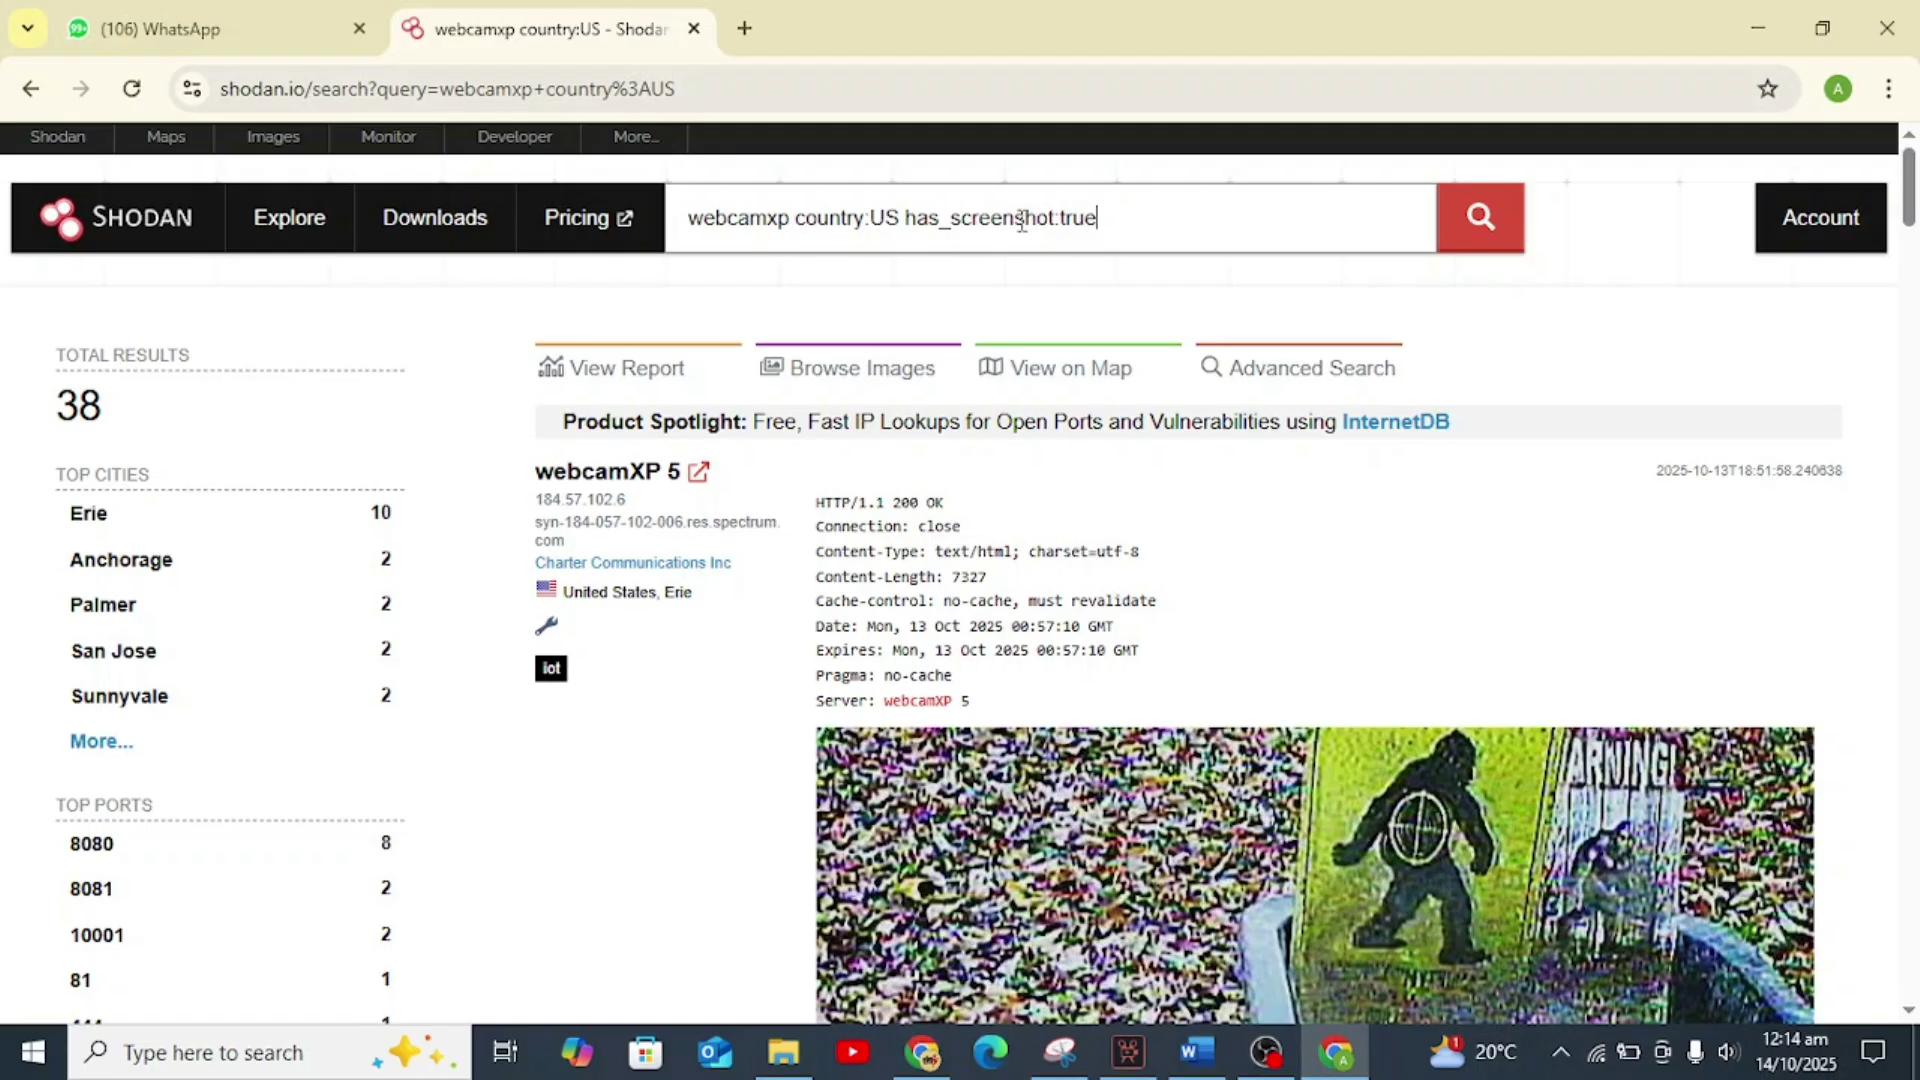 (106) WhatsApp
webcamxp country:US - Shodan
shodan.io/search?query=webcamxp+country%3AUS
A
Shodan Maps Images Monitor Developer More...
SHODAN Explore Downloads Pricing webcamxp country:US has_screenshot:true Account
TOTAL RESULTS
38
TOP CITIES
Erie 10
Anchorage 2
Palmer 2
San Jose 2
Sunnyvale 2
More...
TOP PORTS
8080 8
8081 2
10001 2
81 1
View Report Browse Images View on Map Advanced Search
Product Spotlight: Free, Fast IP Lookups for Open Ports and Vulnerabilities using InternetDB
webcamXP 5
2025-10-13T18:51:58.240638
184.57.102.6
syn-184-057-102-006.res.spectrum.
com
Charter Communications Inc
United States, Erie
iot
HTTP/1.1 200 OK
Connection: close
Content-Type: text/html; charset=utf-8
Content-Length: 7327
Cache-control: no-cache, must revalidate
Date: Mon, 13 Oct 2025 00:57:10 GMT
Expires: Mon, 13 Oct 2025 00:57:10 GMT
Pragma: no-cache
Server: webcamXP 5
ARNING!
Type here to search
20°C
12:14 am
14/10/2025